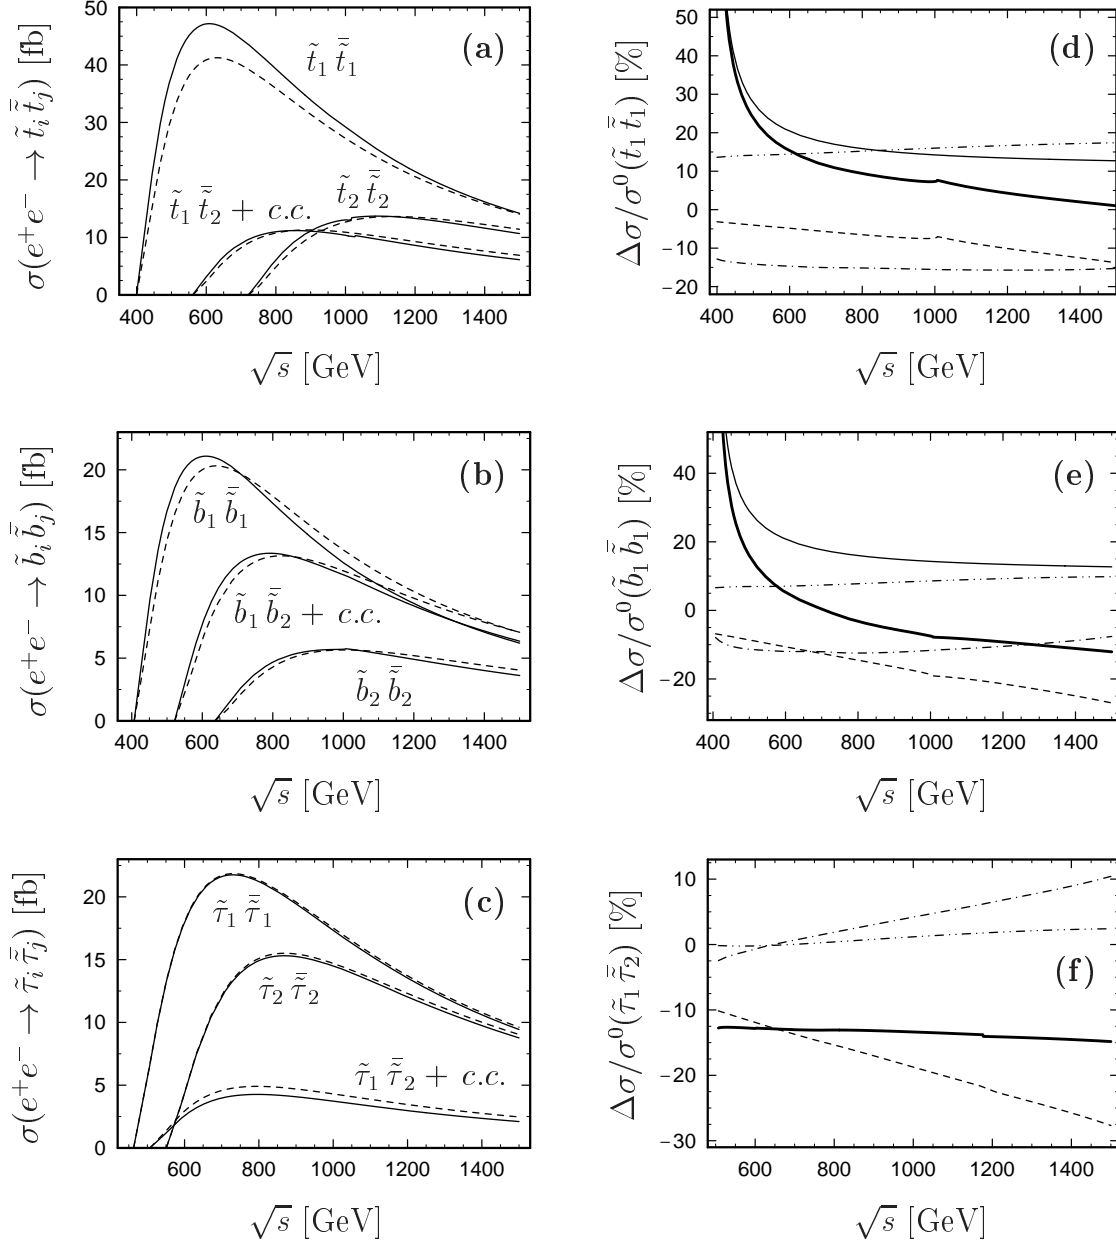 σ(e⁺e⁻ → t̃ᵢ t̃̄ⱼ) [fb]
50
40
30
20
10
0
(a)
t̃₁ t̃̄₁
t̃₁ t̃̄₂ + c.c.
t̃₂ t̃̄₂
400 600 800 1000 1200 1400
√s [GeV]
Δσ/σ⁰(t̃₁ t̃̄₁) [%]
50
40
30
20
10
0
−10
−20
(d)
400 600 800 1000 1200 1400
√s [GeV]
σ(e⁺e⁻ → b̃ᵢ b̃̄ⱼ) [fb]
20
15
10
5
0
(b)
b̃₁ b̃̄₁
b̃₁ b̃̄₂ + c.c.
b̃₂ b̃̄₂
400 600 800 1000 1200 1400
√s [GeV]
Δσ/σ⁰(b̃₁ b̃̄₁) [%]
40
20
0
−20
(e)
400 600 800 1000 1200 1400
√s [GeV]
σ(e⁺e⁻ → τ̃ᵢ τ̃̄ⱼ) [fb]
20
15
10
5
0
(c)
τ̃₁ τ̃̄₁
τ̃₂ τ̃̄₂
τ̃₁ τ̃̄₂ + c.c.
600 800 1000 1200 1400
√s [GeV]
Δσ/σ⁰(τ̃₁ τ̃̄₂) [%]
10
0
−10
−20
−30
(f)
600 800 1000 1200 1400
√s [GeV]